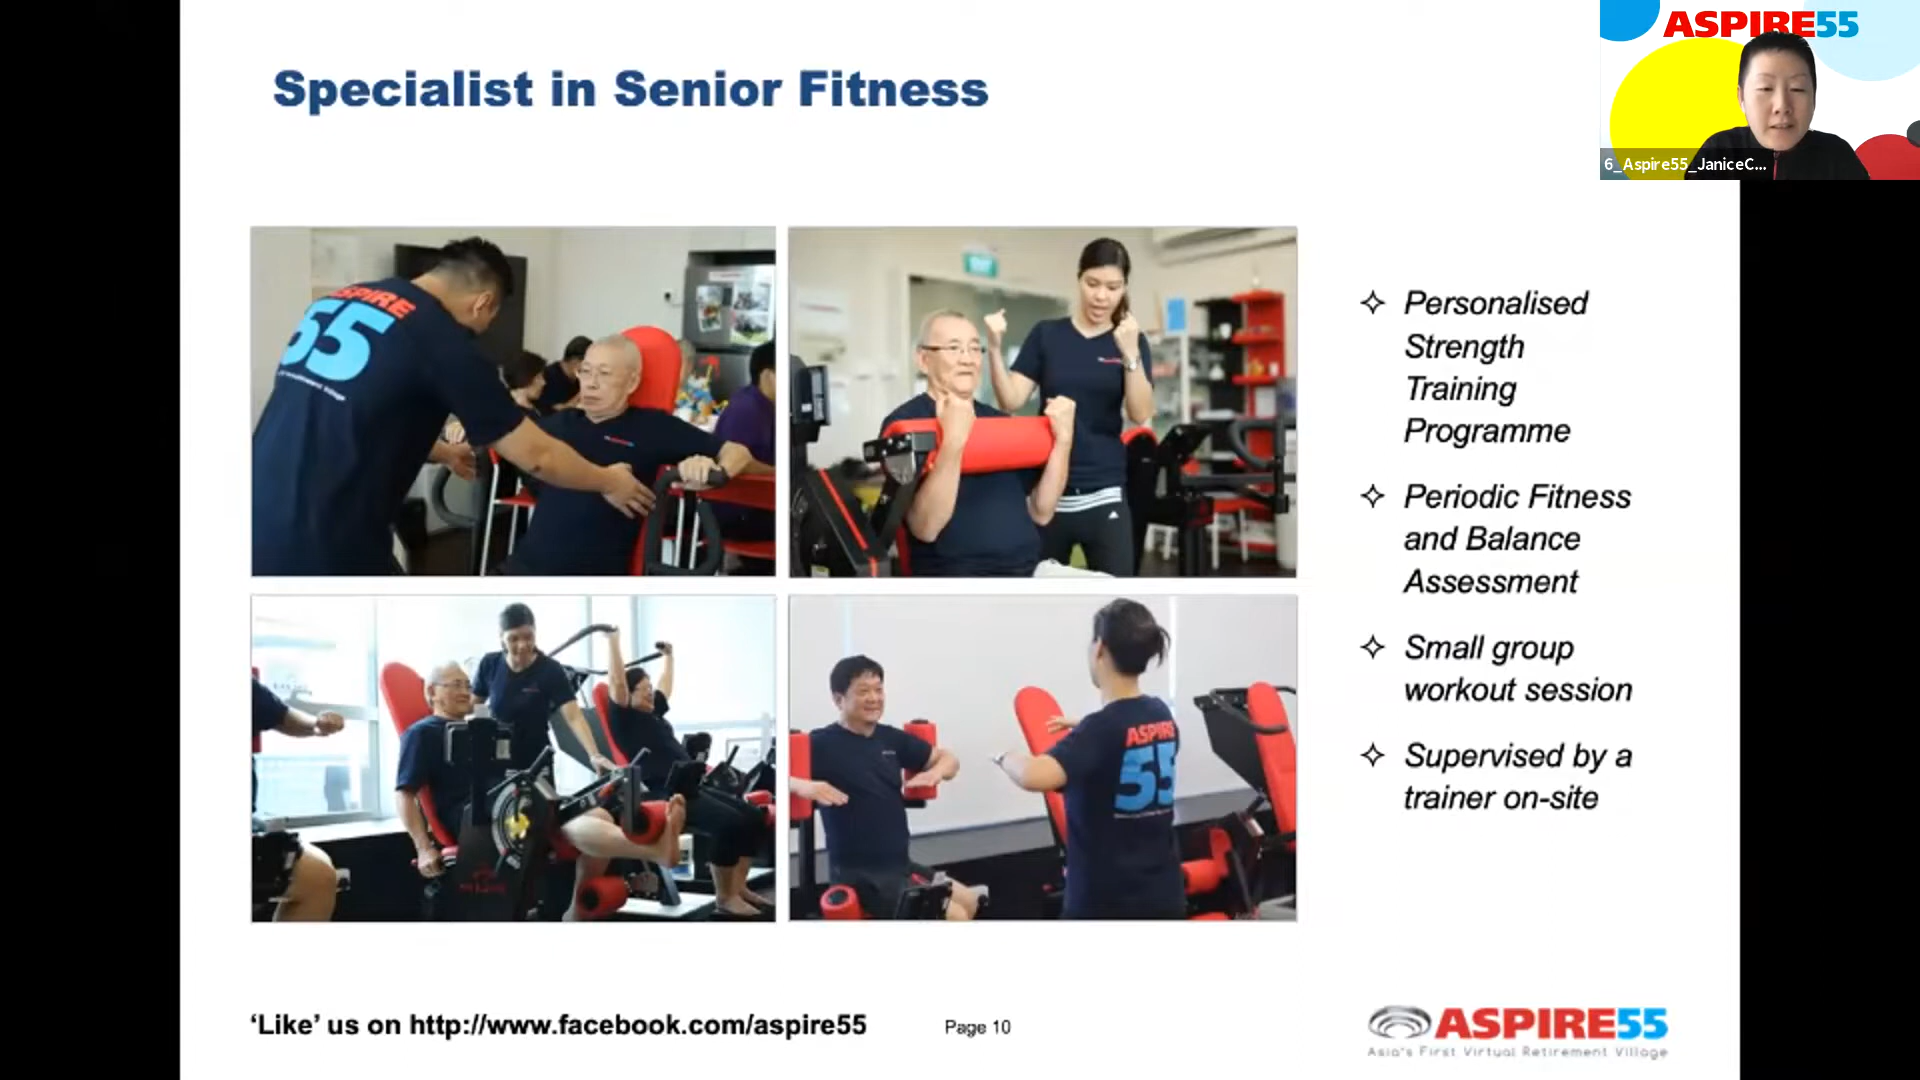 ASPIRE55
6_Aspire55_JaniceC...
Specialist in Senior Fitness
ASPIRE
55
Personalised
Strength
Training
Programme
Periodic Fitness
and Balance
Assessment
Small group
workout session
Supervised by a
trainer on-site
ASPIRE
55
‘Like’ us on http://www.facebook.com/aspire55
Page 10
ASPIRE55
Asia's First Virtual Retirement Village